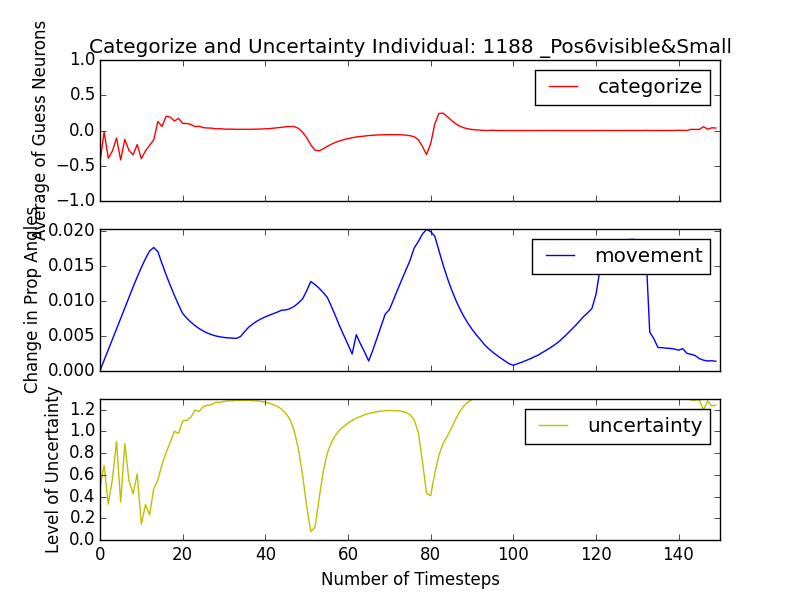 Categorize and Uncertainty Individual: 1188 _Pos6visible&Small
Average of Guess Neurons
1.0
0.5
0.0
−0.5
−1.0
categorize
Change in Prop Angles
0.020
0.015
0.010
0.005
0.000
movement
Level of Uncertainty
1.2
1.0
0.8
0.6
0.4
0.2
0.0
uncertainty
0 20 40 60 80 100 120 140
Number of Timesteps